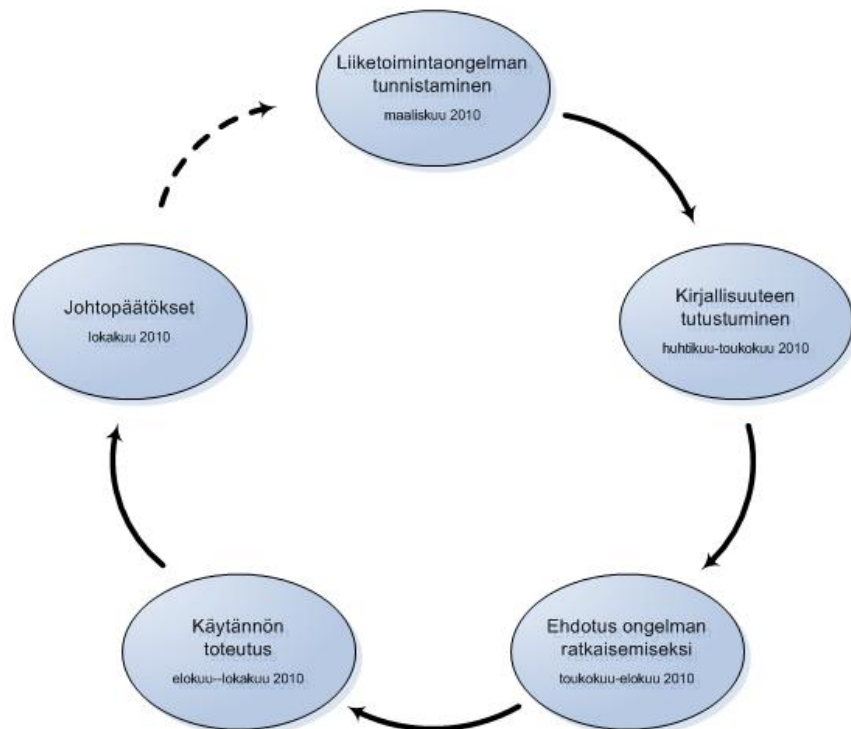 Liiketoimintaongelman
tunnistaminen
maaliskuu 2010
Kirjallisuuteen
tutustuminen
huhtikuu-toukokuu 2010
Ehdotus ongelman
ratkaisemiseksi
toukokuu-elokuu 2010
Käytännön
toteutus
elokuu--lokakuu 2010
Johtopäätökset
lokakuu 2010